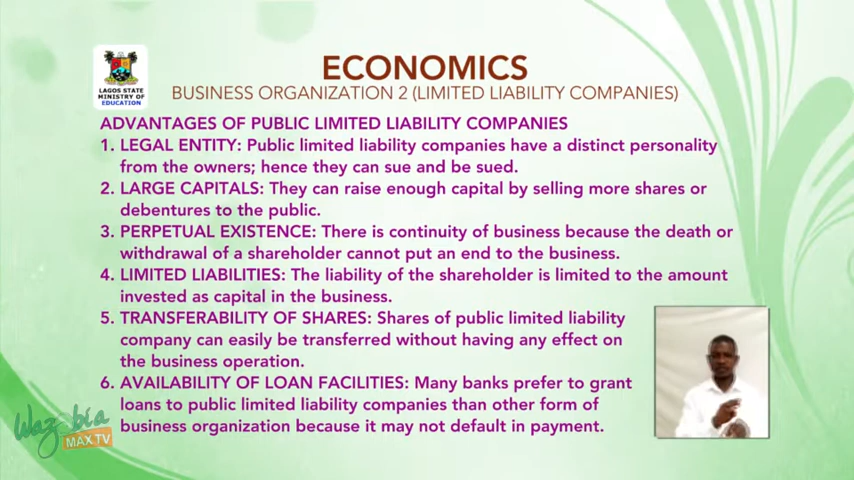 ECONOMICS
LAGOS STATE
MINISTRY OF
EDUCATION
BUSINESS ORGANIZATION 2 (LIMITED LIABILITY COMPANIES)
ADVANTAGES OF PUBLIC LIMITED LIABILITY COMPANIES
1. LEGAL ENTITY: Public limited liability companies have a distinct personality
from the owners; hence they can sue and be sued.
2. LARGE CAPITALS: They can raise enough capital by selling more shares or
debentures to the public.
3. PERPETUAL EXISTENCE: There is continuity of business because the death or
withdrawal of a shareholder cannot put an end to the business.
4. LIMITED LIABILITIES: The liability of the shareholder is limited to the amount
invested as capital in the business.
5. TRANSFERABILITY OF SHARES: Shares of public limited liability
company can easily be transferred without having any effect on
the business operation.
6. AVAILABILITY OF LOAN FACILITIES: Many banks prefer to grant
loans to public limited liability companies than other form of
business organization because it may not default in payment.
Wazobia
MAX TV